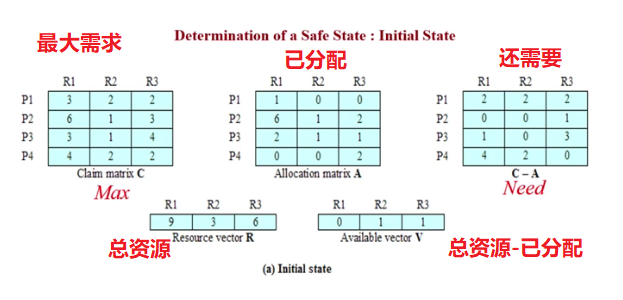 最大需求
Determination of a Safe State : Initial State
已分配
还需要
R1 R2 R3
P1 3 2 2
P2 6 1 3
P3 3 1 4
P4 4 2 2
Claim matrix C
Max
R1 R2 R3
P1 1 0 0
P2 6 1 2
P3 2 1 1
P4 0 0 2
Allocation matrix A
R1 R2 R3
P1 2 2 2
P2 0 0 1
P3 1 0 3
P4 4 2 0
C – A
Need
R1 R2 R3
9 3 6
总资源
Resource vector R
R1 R2 R3
0 1 1
Available vector V
总资源-已分配
(a) Initial state